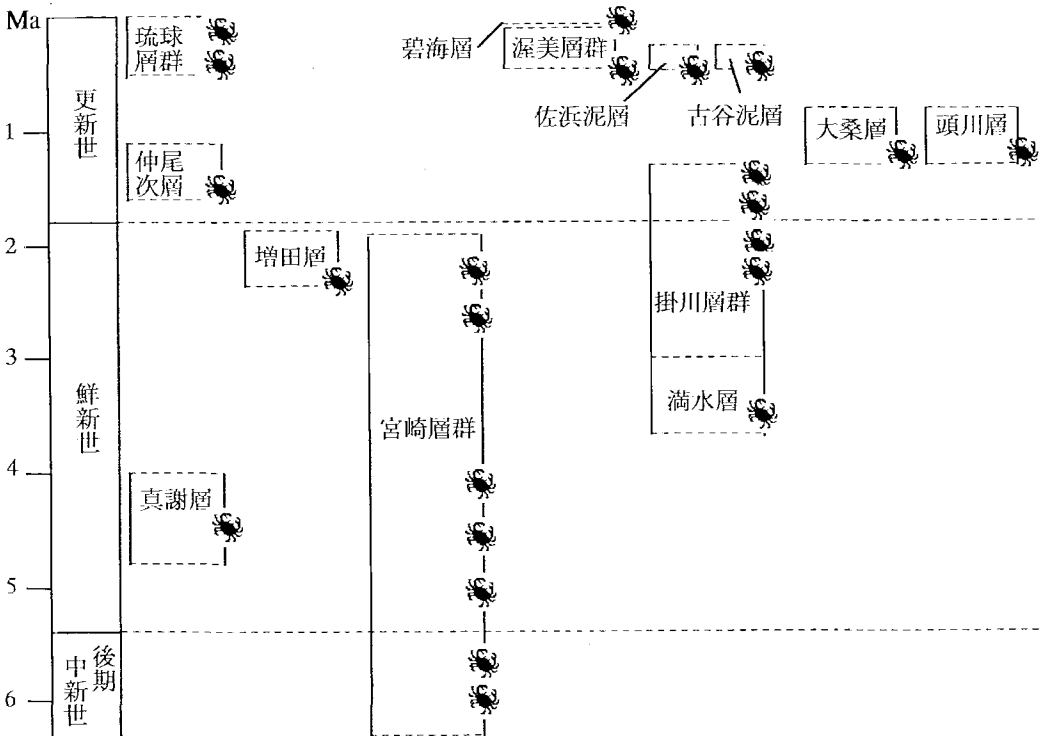 Ma
琉球
層群
碧海層
渥美層群
佐浜泥層
古谷泥層
大桑層
頭川層
更新世
1
仲尾
次層
2
増田層
掛川層群
3
鮮新世
満水層
宮崎層群
4
真謝層
5
後期
中新世
6